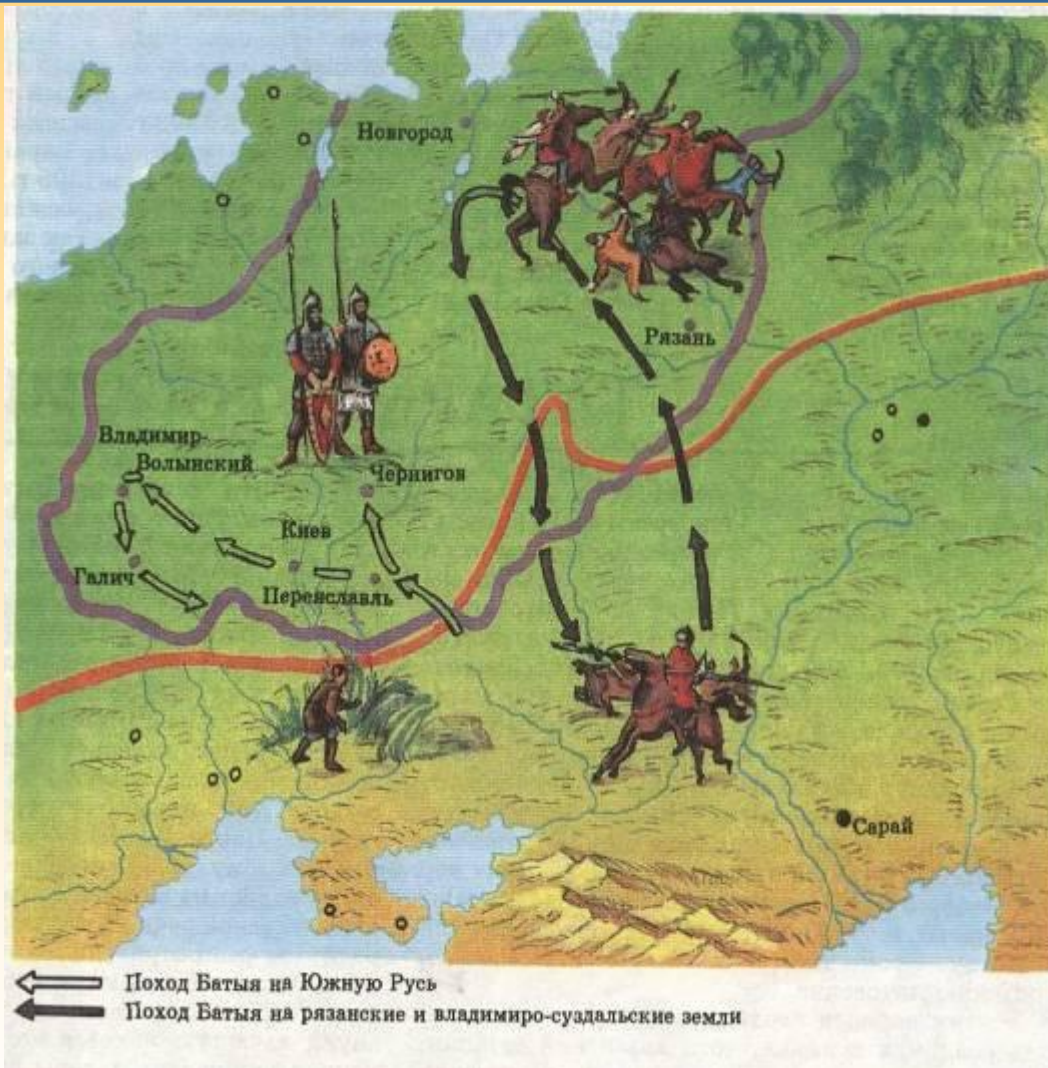 Новгород
Рязань
Владимир-
Волынский
Чернигов
Киев
Галич
Переяславль
Сарай
Поход Батыя на Южную Русь
Поход Батыя на рязанские и владимиро-суздальские земли